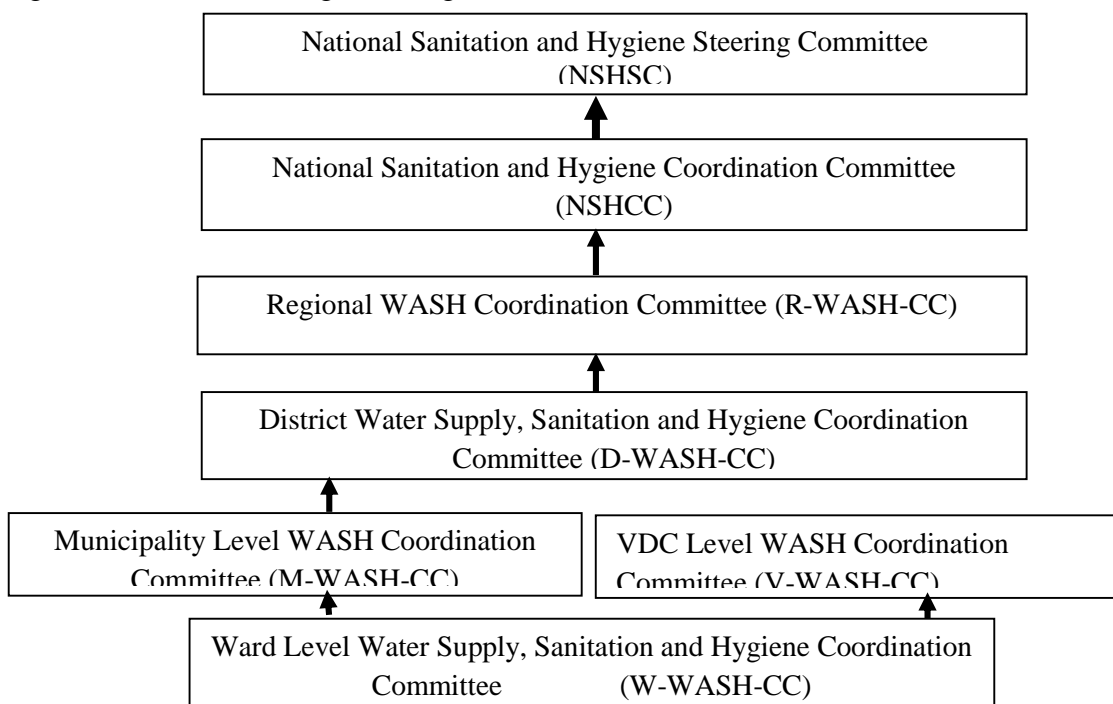 National Sanitation and Hygiene Steering Committee
(NSHSC)
National Sanitation and Hygiene Coordination Committee
(NSHCC)
Regional WASH Coordination Committee (R-WASH-CC)
District Water Supply, Sanitation and Hygiene Coordination
Committee (D-WASH-CC)
Municipality Level WASH Coordination
Committee (M-WASH-CC)
VDC Level WASH Coordination
Committee (V-WASH-CC)
Ward Level Water Supply, Sanitation and Hygiene Coordination
Committee (W-WASH-CC)